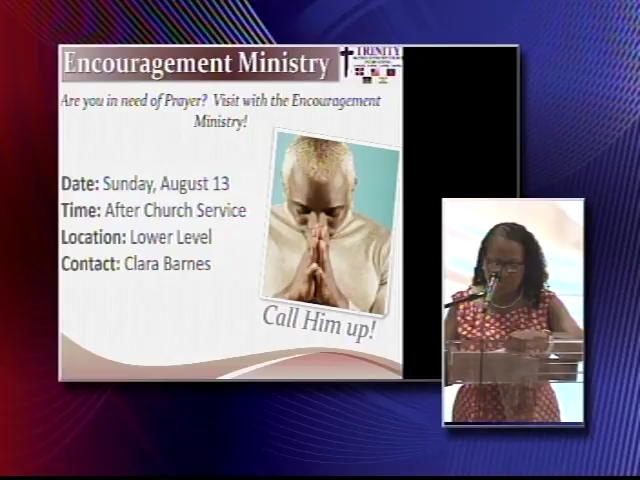 Encouragement Ministry
TRINITY
Are you in need of Prayer? Visit with the Encouragement
Ministry!
Date: Sunday, August 13
Time: After Church Service
Location: Lower Level
Contact: Clara Barnes
Call Him up!